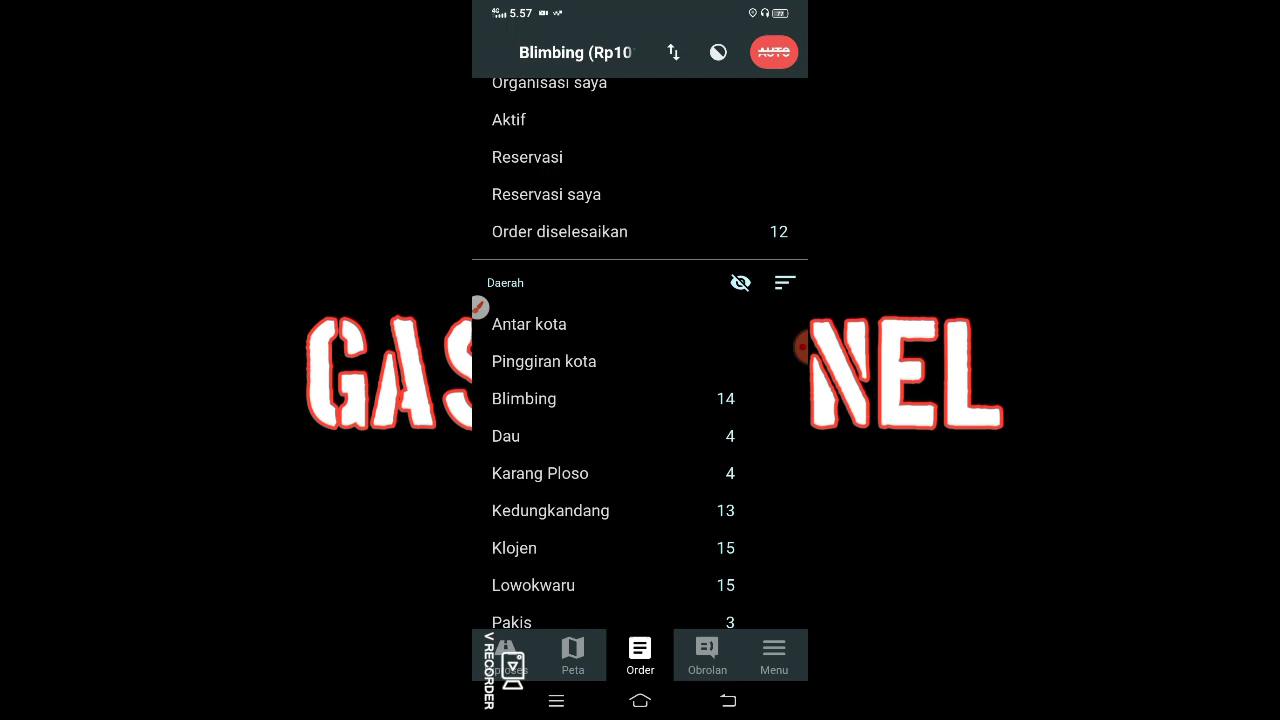 4G 5.57 77
Blimbing (Rp10
AUTO
Organisasi saya
Aktif
Reservasi
Reservasi saya
Order diselesaikan 12
Daerah
Antar kota
Pinggiran kota
GAS NEL
Blimbing 14
Dau 4
Karang Ploso 4
Kedungkandang 13
Klojen 15
Lowokwaru 15
Pakis 3
Peta Order Obrolan Menu
V RECORDER